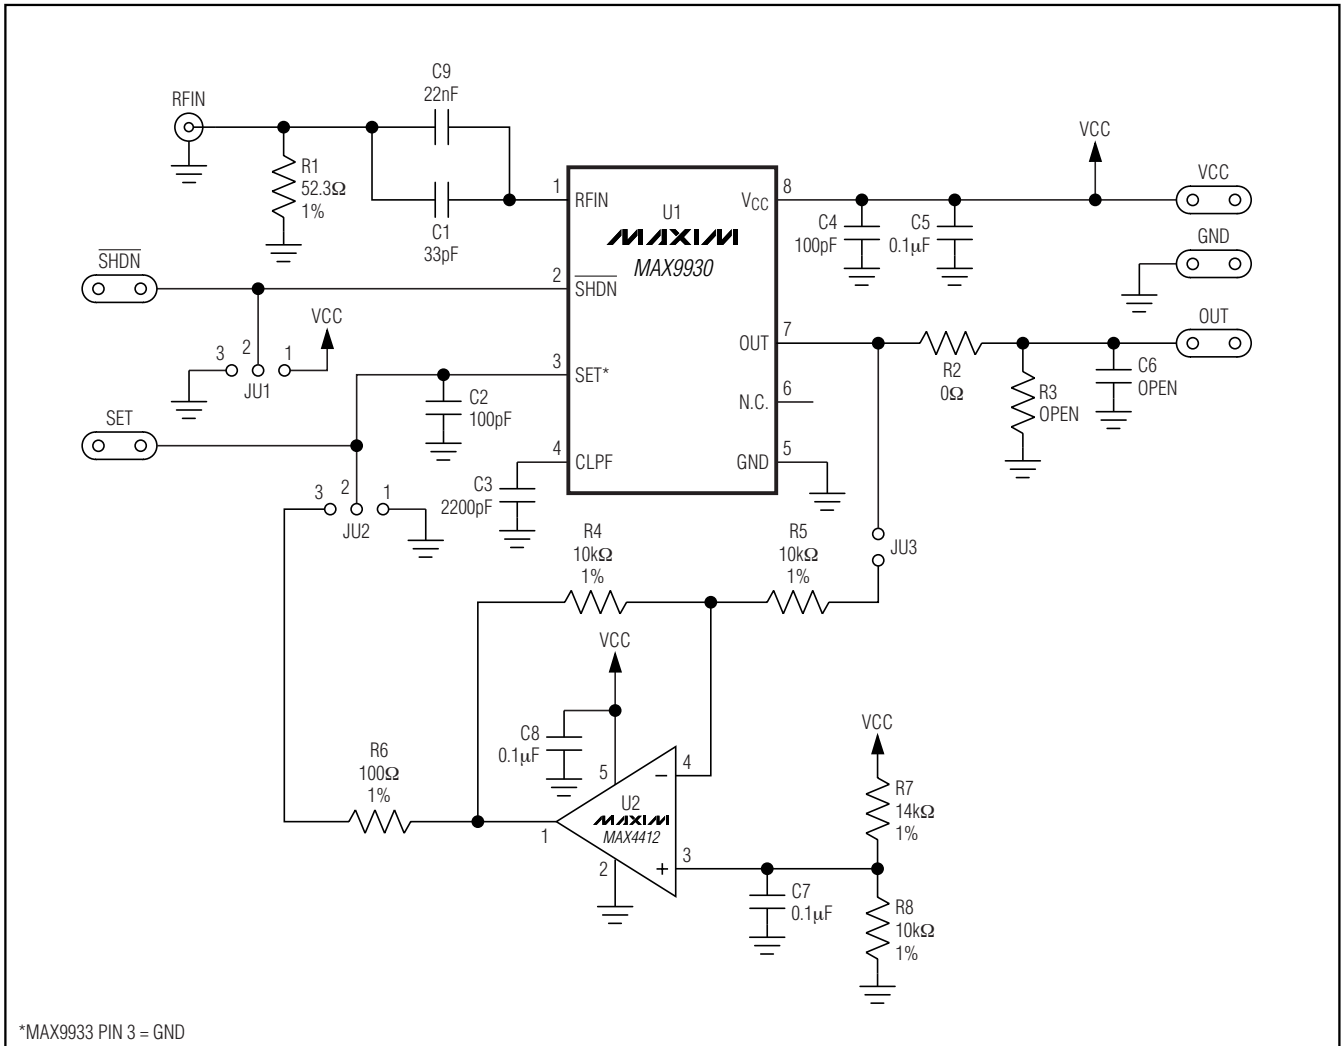 C9
22nF
RFIN
R1
52.3Ω
1%
C1
33pF
1
RFIN
U1
MAXIM
MAX9930
VCC
8
C4
100pF
C5
0.1µF
VCC
VCC
GND
SHDN
2
SHDN
VCC
3
2
1
JU1
OUT
7
R2
0Ω
R3
OPEN
C6
OPEN
OUT
3
SET*
C2
100pF
N.C.
6
SET
4
CLPF
C3
2200pF
GND
5
3
2
1
JU2
JU3
R4
10kΩ
1%
R5
10kΩ
1%
VCC
C8
0.1µF
R6
100Ω
1%
5
–
4
U2
MAXIM
MAX4412
1
2
+
3
C7
0.1µF
VCC
R7
14kΩ
1%
R8
10kΩ
1%
*MAX9933 PIN 3 = GND